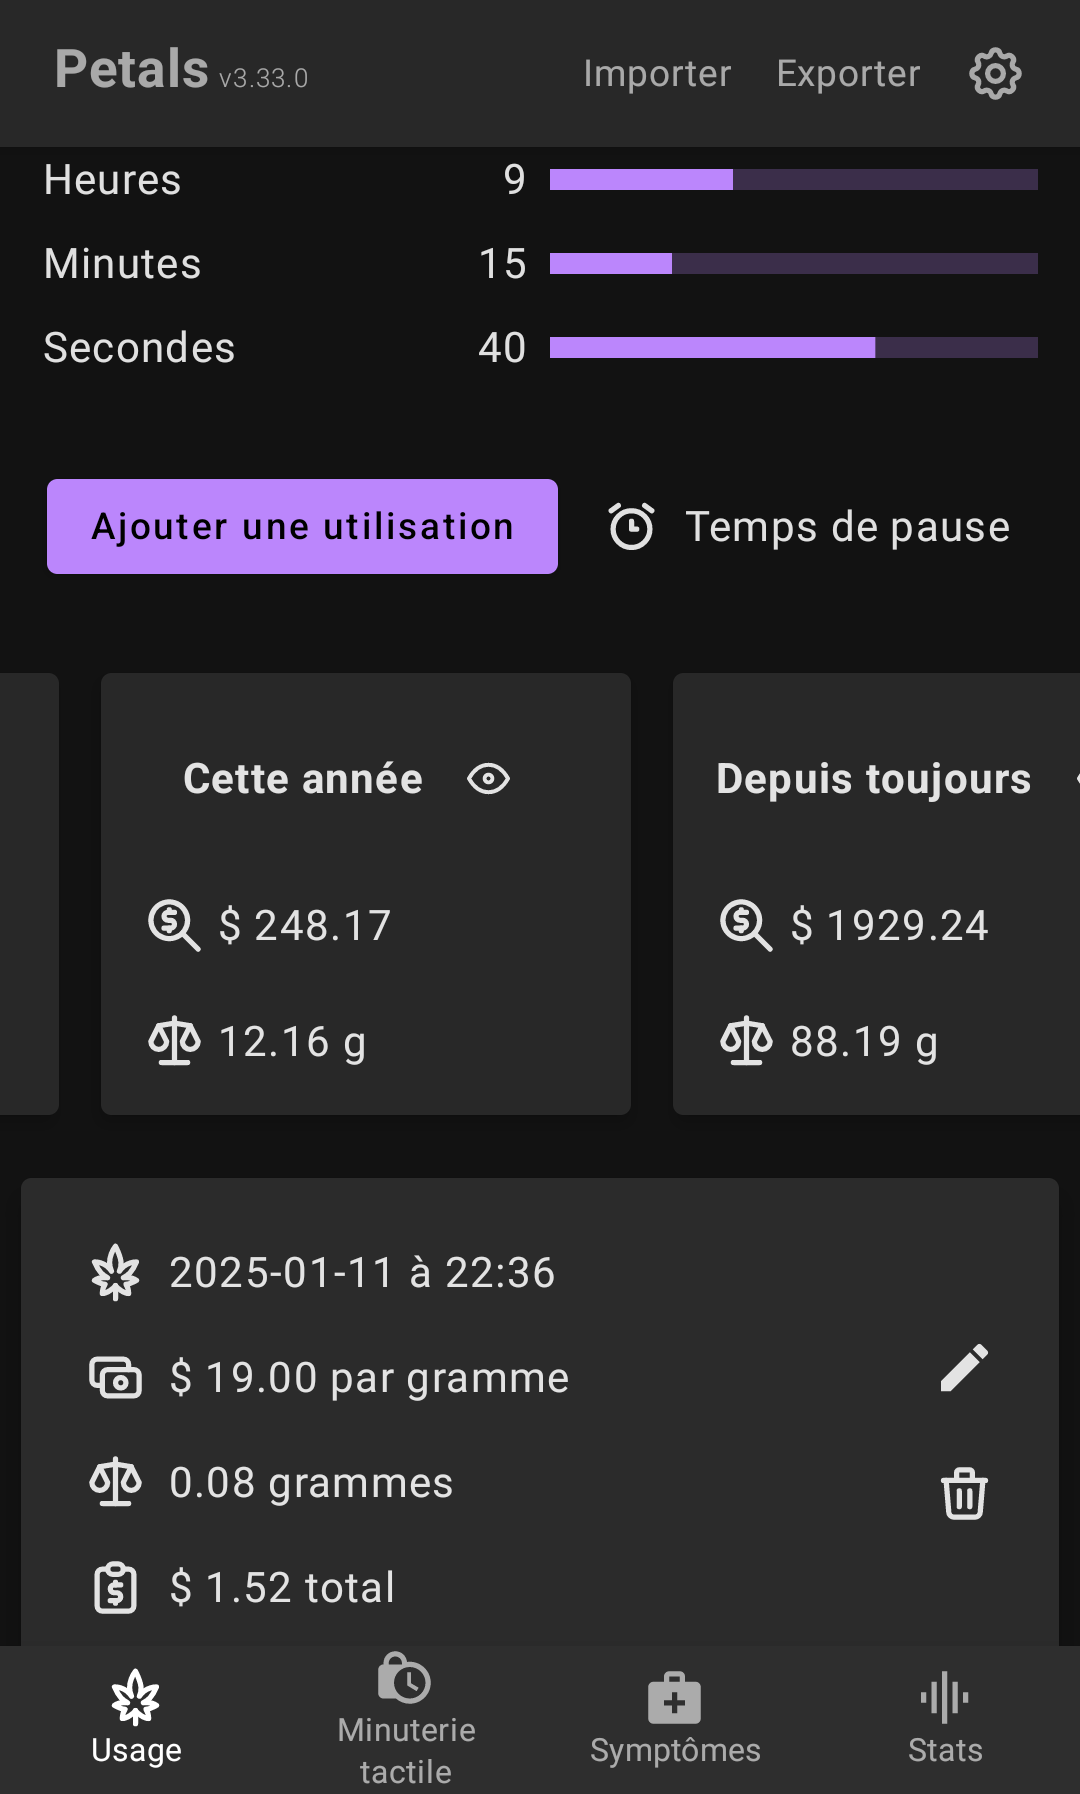 Petals v3.33.0 Importer Exporter
Heures 9
Minutes 15
Secondes 40
Ajouter une utilisation Temps de pause
Cette année
$ 248.17
12.16 g
Depuis toujours
$ 1929.24
88.19 g
2025-01-11 à 22:36
$ 19.00 par gramme
0.08 grammes
$ 1.52 total
Usage
Minuterie
tactile
Symptômes
Stats